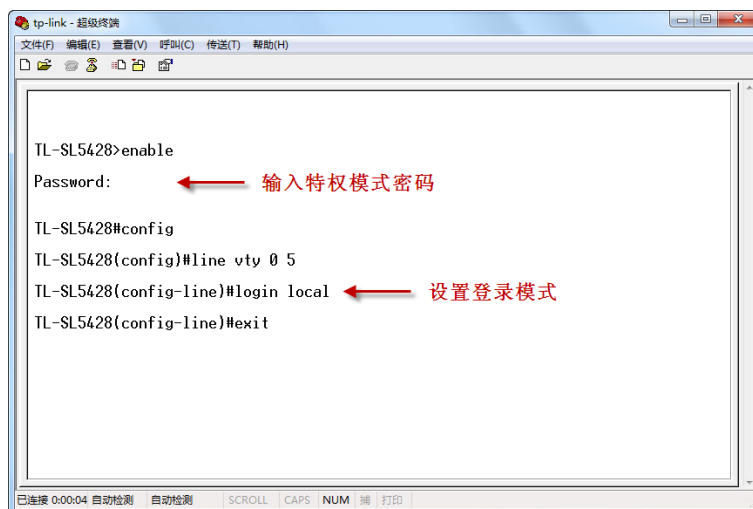 tp-link - 超级终端
文件(F) 编辑(E) 查看(V) 呼叫(C) 传送(T) 帮助(H)
TL-SL5428>enable
Password: 输入特权模式密码
TL-SL5428#config
TL-SL5428(config)#line vty 0 5
TL-SL5428(config-line)#login local 设置登录模式
TL-SL5428(config-line)#exit
已连接 0:00:04 自动检测 自动检测 SCROLL CAPS NUM 捕 打印